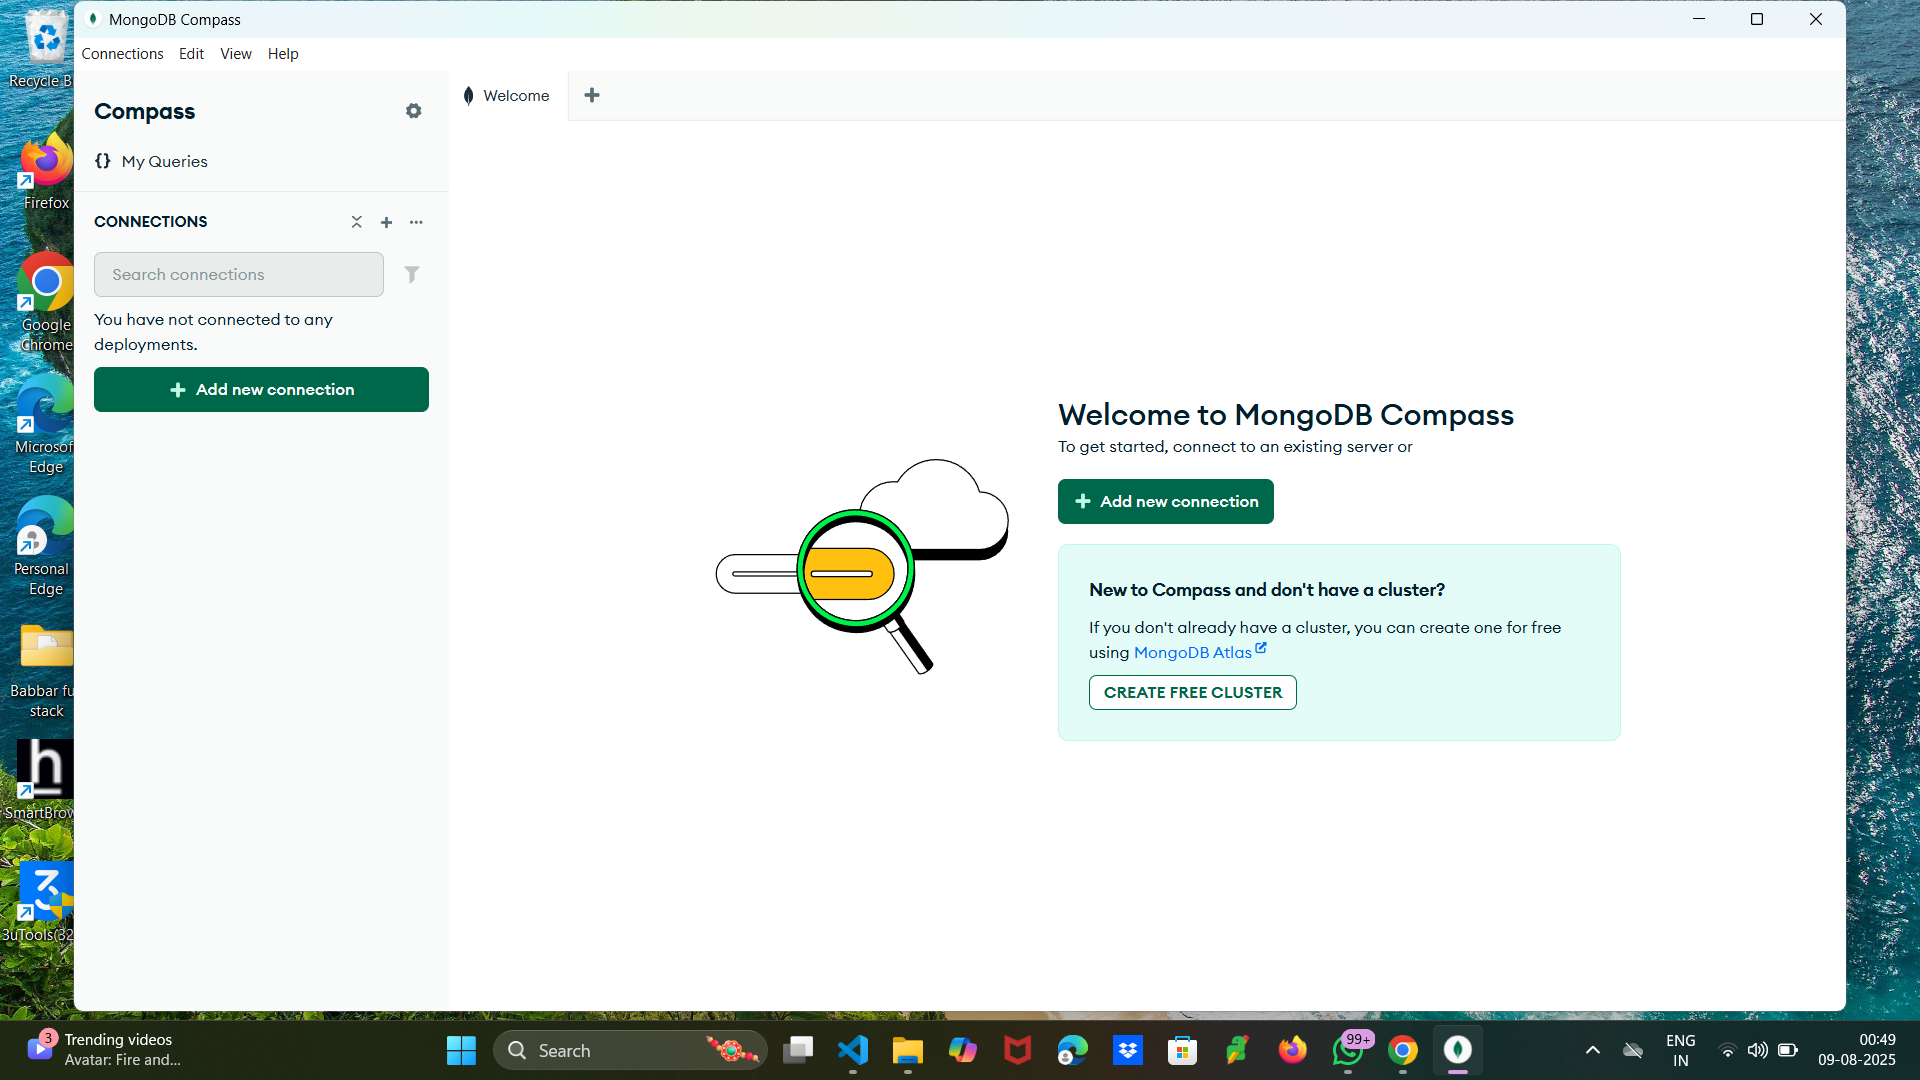 MongoDB Compass
Connections Edit View Help
Compass
{} My Queries
CONNECTIONS
Search connections
You have not connected to any
deployments.
Add new connection
Welcome
Welcome to MongoDB Compass
To get started, connect to an existing server or
Add new connection
New to Compass and don't have a cluster?
If you don't already have a cluster, you can create one for free
using MongoDB Atlas
CREATE FREE CLUSTER
Recycle B
Firefox
Google
Chrome
Microsof
Edge
Personal
Edge
Babbar fu
stack
h
SmartBrow
3uTools(32
3
Trending videos
Avatar: Fire and...
Search
99+
ENG
IN
00:49
09-08-2025